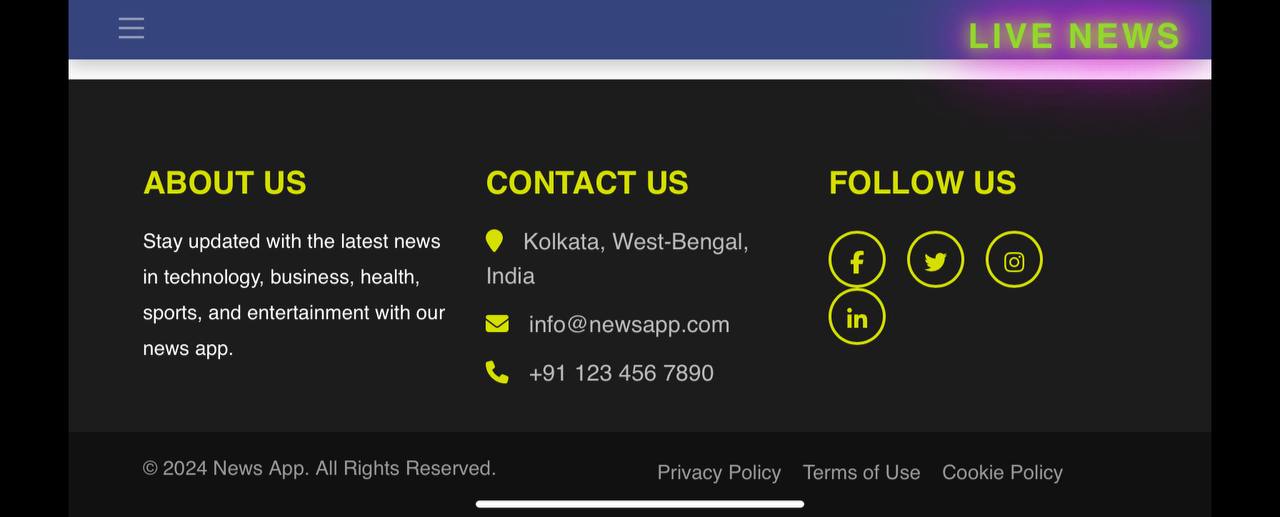 LIVE NEWS
ABOUT US
Stay updated with the latest news
in technology, business, health,
sports, and entertainment with our
news app.
CONTACT US
Kolkata, West-Bengal,
India
info@newsapp.com
+91 123 456 7890
FOLLOW US
© 2024 News App. All Rights Reserved.
Privacy Policy Terms of Use Cookie Policy